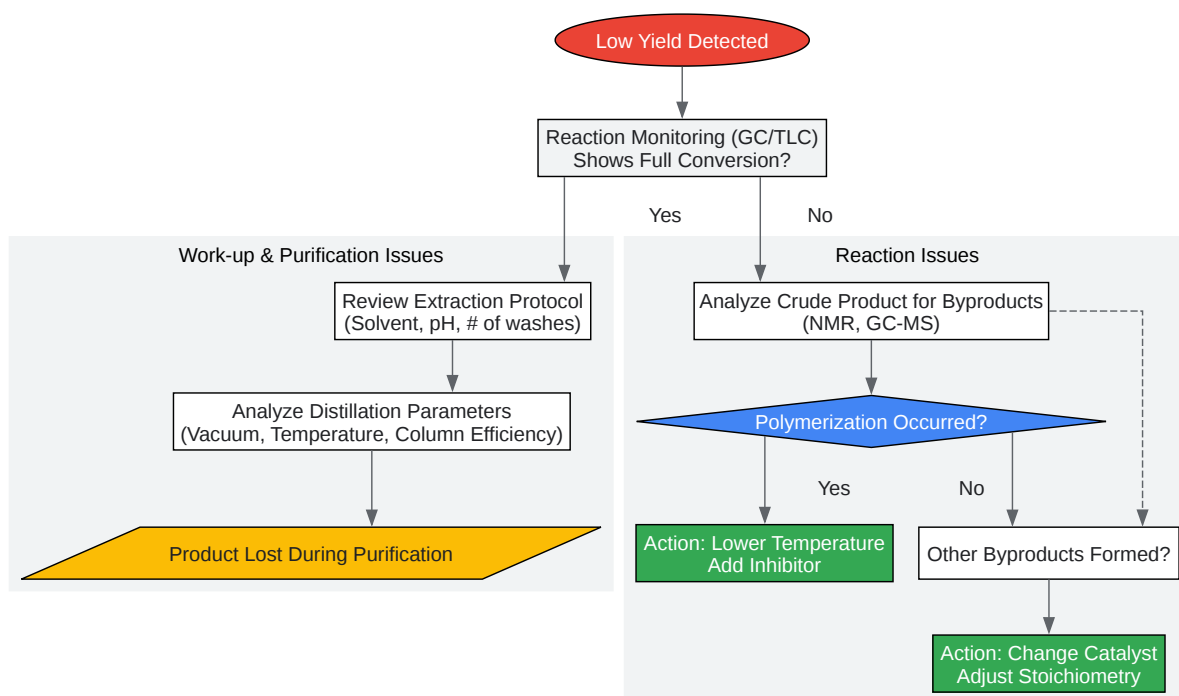 Low Yield Detected
Reaction Monitoring (GC/TLC)
Shows Full Conversion?
Yes
No
Work-up & Purification Issues
Review Extraction Protocol
(Solvent, pH, # of washes)
Analyze Distillation Parameters
(Vacuum, Temperature, Column Efficiency)
Product Lost During Purification
Reaction Issues
Analyze Crude Product for Byproducts
(NMR, GC-MS)
Polymerization Occurred?
Yes
No
Action: Lower Temperature
Add Inhibitor
Other Byproducts Formed?
Action: Change Catalyst
Adjust Stoichiometry